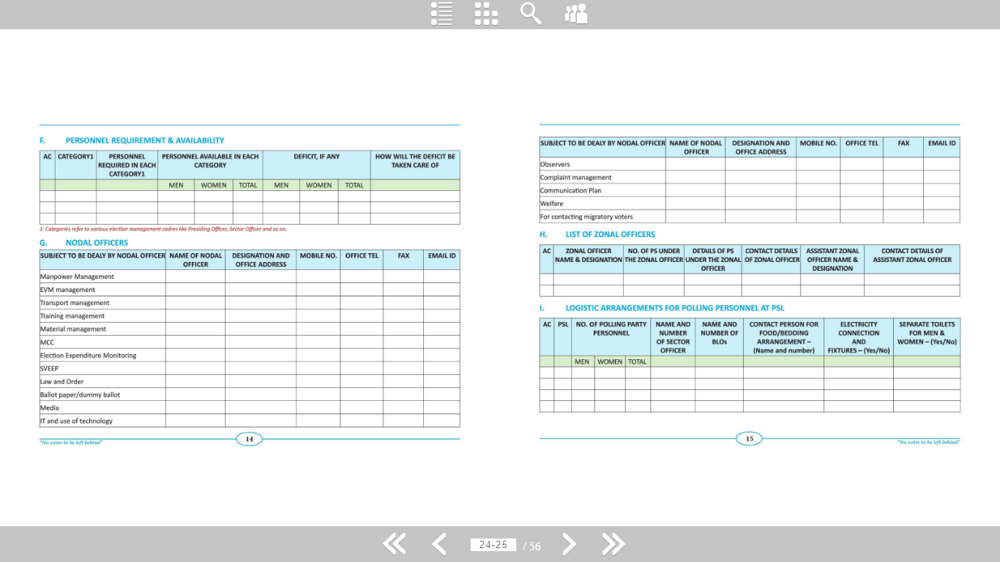 F. PERSONNEL REQUIREMENT & AVAILABILITY
AC CATEGORY1 PERSONNEL REQUIRED IN EACH CATEGORY1 PERSONNEL AVAILABLE IN EACH CATEGORY DEFICIT, IF ANY HOW WILL THE DEFICIT BE TAKEN CARE OF
MEN WOMEN TOTAL MEN WOMEN TOTAL
1: Categories refer to various election management cadres like Presiding Officer, Sector Officer and so on.
G. NODAL OFFICERS
SUBJECT TO BE DEALY BY NODAL OFFICER NAME OF NODAL OFFICER DESIGNATION AND OFFICE ADDRESS MOBILE NO. OFFICE TEL FAX EMAIL ID
Manpower Management
EVM management
Transport management
Training management
Material management
MCC
Election Expenditure Monitoring
SVEEP
Law and Order
Ballot paper/dummy ballot
Media
IT and use of technology
"No voter to be left behind"
14
SUBJECT TO BE DEALY BY NODAL OFFICER NAME OF NODAL OFFICER DESIGNATION AND OFFICE ADDRESS MOBILE NO. OFFICE TEL FAX EMAIL ID
Observers
Complaint management
Communication Plan
Welfare
For contacting migratory voters
H. LIST OF ZONAL OFFICERS
AC ZONAL OFFICER NAME & DESIGNATION NO. OF PS UNDER THE ZONAL OFFICER DETAILS OF PS UNDER THE ZONAL OFFICER CONTACT DETAILS OF ZONAL OFFICER ASSISTANT ZONAL OFFICER NAME & DESIGNATION CONTACT DETAILS OF ASSISTANT ZONAL OFFICER
I. LOGISTIC ARRANGEMENTS FOR POLLING PERSONNEL AT PSL
AC PSL NO. OF POLLING PARTY PERSONNEL NAME AND NUMBER OF SECTOR OFFICER NAME AND NUMBER OF BLOs CONTACT PERSON FOR FOOD/BEDDING ARRANGEMENT – (Name and number) ELECTRICITY CONNECTION AND FIXTURES – (Yes/No) SEPARATE TOILETS FOR MEN & WOMEN – (Yes/No)
MEN WOMEN TOTAL
15
"No voter to be left behind"
24-25 / 56